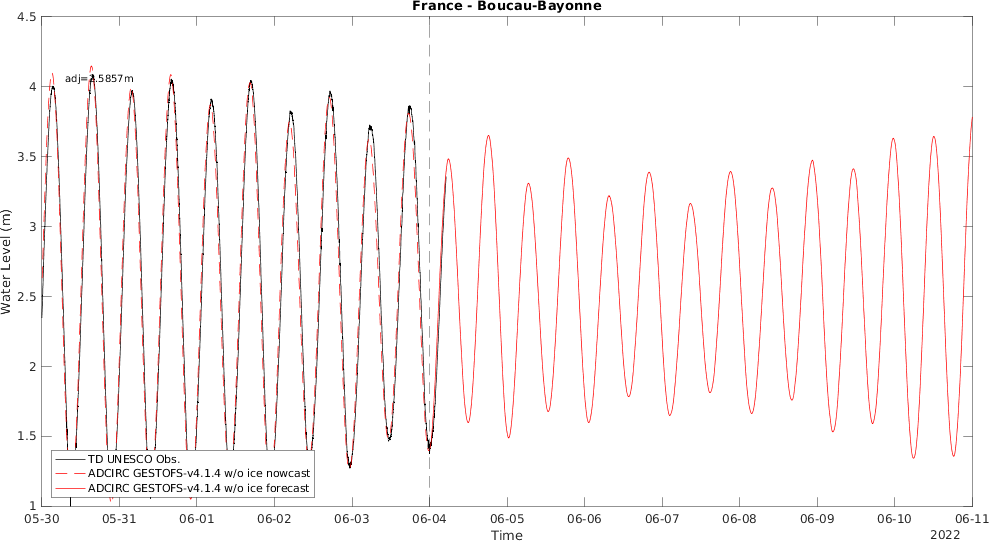 France - Boucau-Bayonne
4.5
4
3.5
3
2.5
2
1.5
1
Water Level (m)
adj=2.5857m
TD UNESCO Obs.
ADCIRC GESTOFS-v4.1.4 w/o ice nowcast
ADCIRC GESTOFS-v4.1.4 w/o ice forecast
05-30 05-31 06-01 06-02 06-03 06-04 06-05 06-06 06-07 06-08 06-09 06-10 06-11
Time
2022